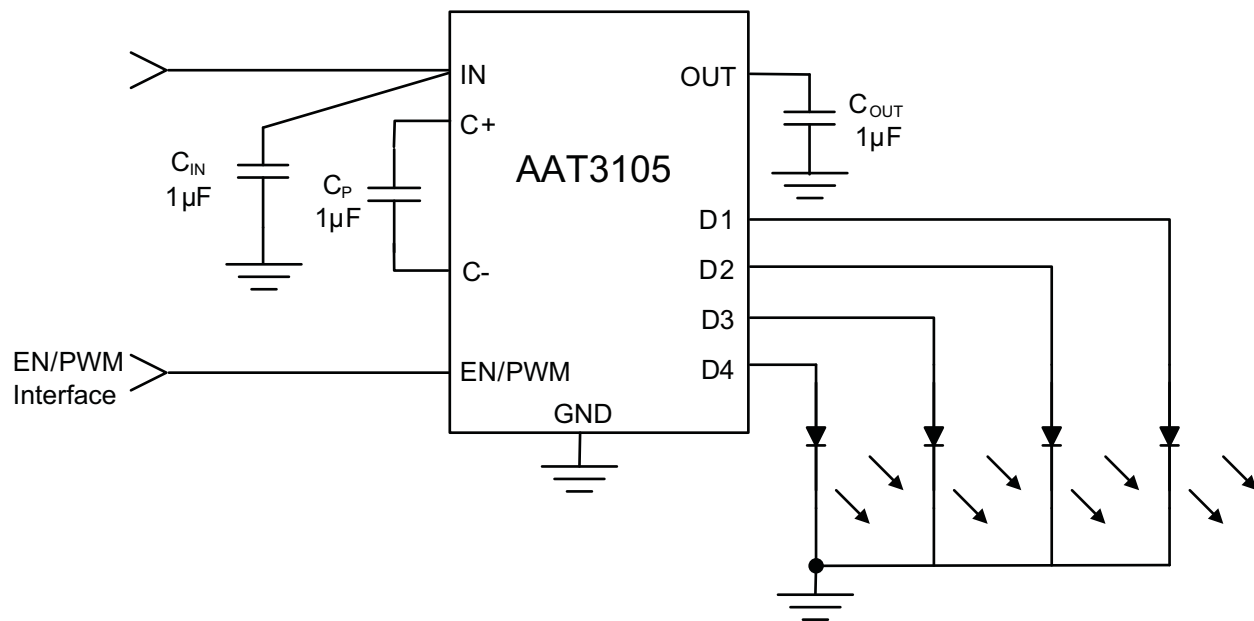 IN
OUT
C+
C_OUT
1µF
C_IN
1µF
C_P
1µF
AAT3105
D1
C-
D2
D3
EN/PWM
Interface
EN/PWM
D4
GND